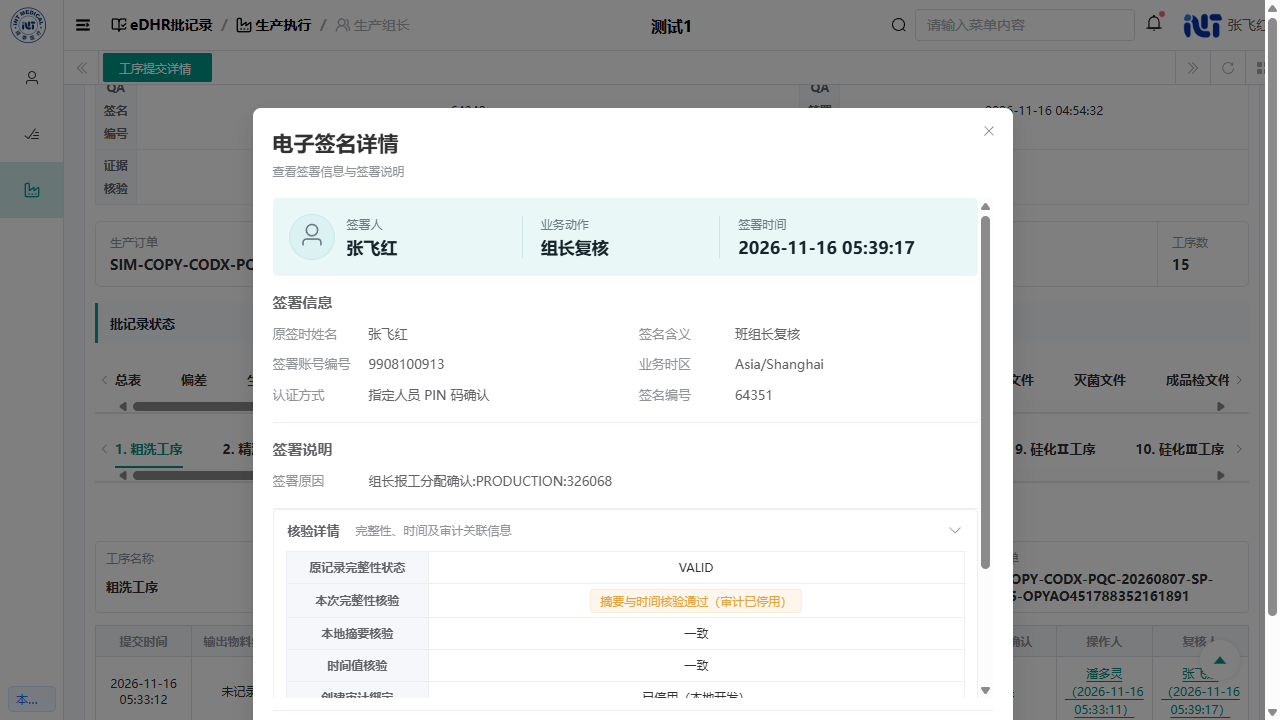 eDHR批记录 / 生产执行 / 生产组长
测试1
请输入菜单内容
张飞红
工序提交详情
QA
签名
编号
QA
2026-11-16 04:54:32
证据
核验
生产订单
工序数
15
批记录状态
总表
偏差
灭菌文件
成品检文件
1. 粗洗工序
9. 硅化Ⅱ工序
10. 硅化Ⅲ工序
工序名称
粗洗工序
提交时间
操作人
2026-11-16
05:33:12
潘多灵
（2026-11-16
05:33:11）
（2026-11-16
05:39:17）
本...
电子签名详情
查看签署信息与签署说明
签署人
张飞红
业务动作
组长复核
签署时间
2026-11-16 05:39:17
签署信息
原签时姓名 张飞红 签名含义 班组长复核
签署账号编号 9908100913 业务时区 Asia/Shanghai
认证方式 指定人员 PIN 码确认 签名编号 64351
签署说明
签署原因 组长报工分配确认:PRODUCTION:326068
核验详情 完整性、时间及审计关联信息
原记录完整性状态 VALID
本次完整性核验 摘要与时间核验通过（审计已停用）
本地摘要核验 一致
时间值核验 一致
创建审计绑定 已停用（本地开发）